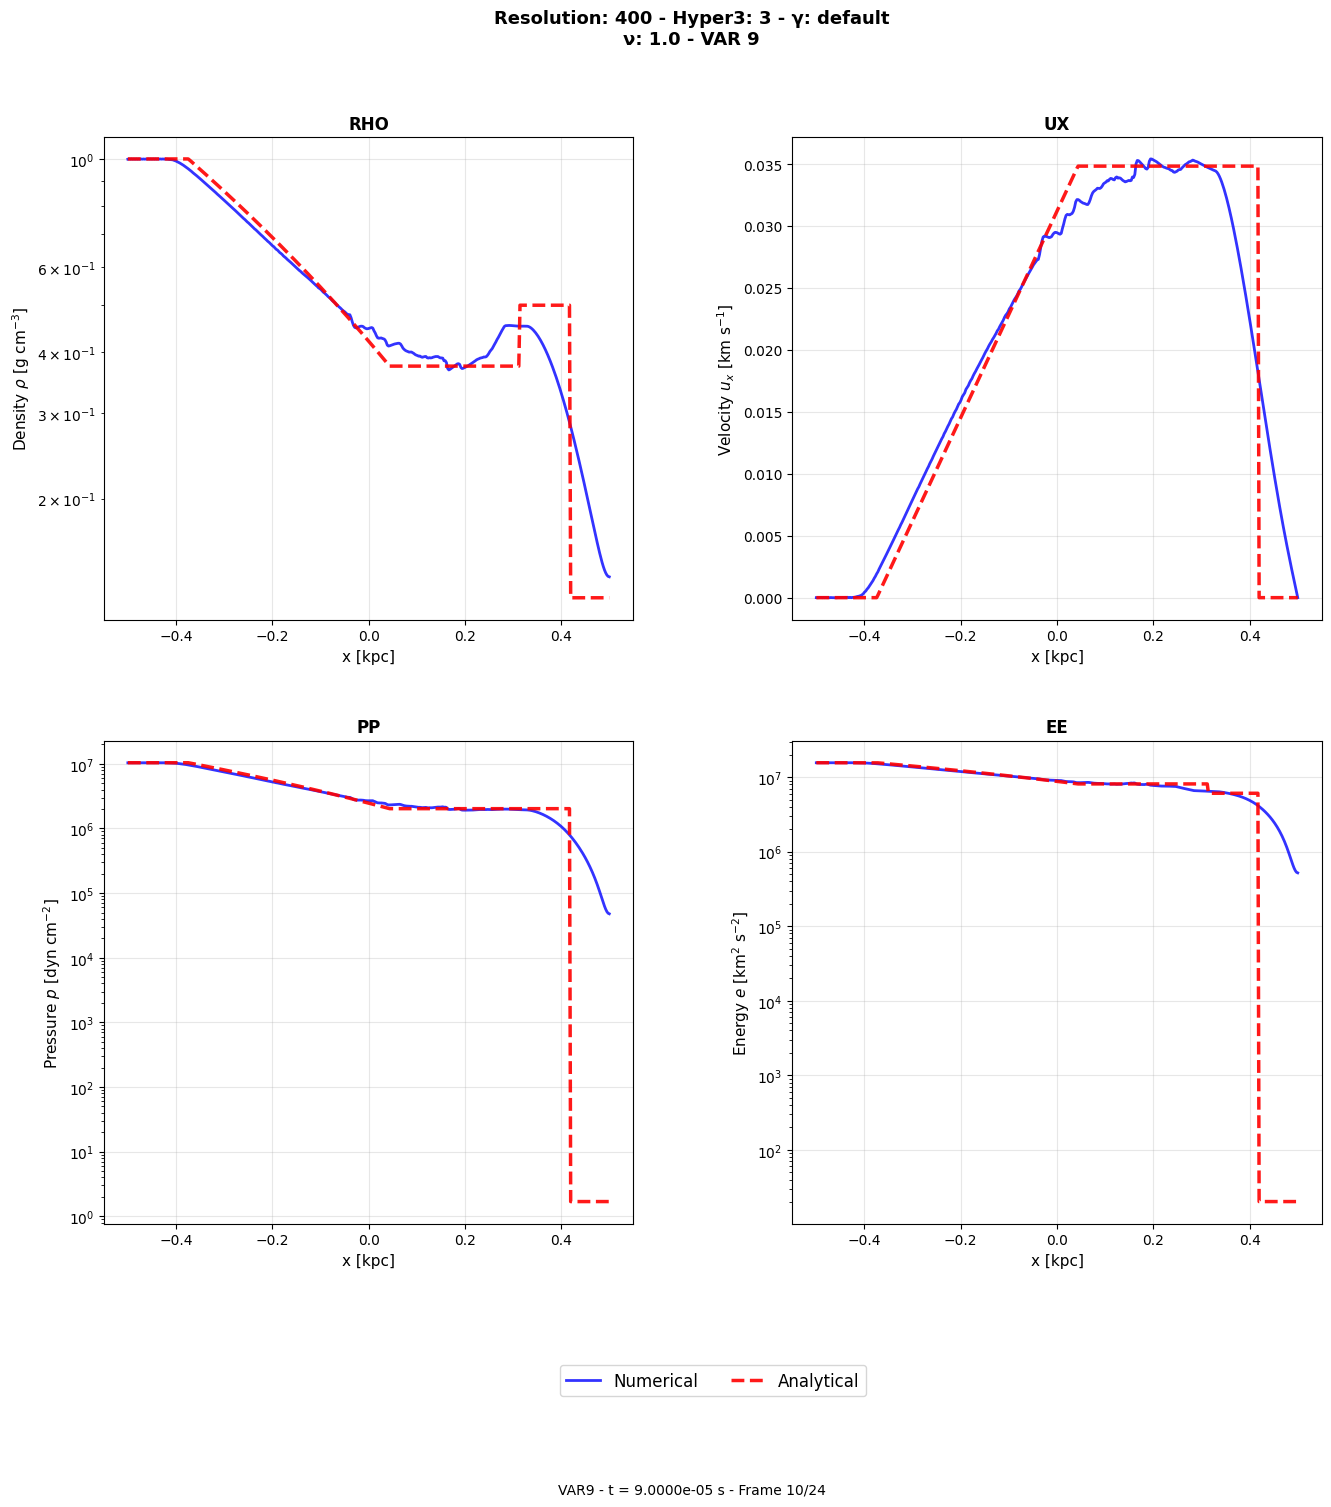 Resolution: 400 - Hyper3: 3 - γ: default
ν: 1.0 - VAR 9
RHO
Density ρ [g cm⁻³]
10⁰
6 × 10⁻¹
4 × 10⁻¹
3 × 10⁻¹
2 × 10⁻¹
−0.4 −0.2 0.0 0.2 0.4
x [kpc]
UX
Velocity uₓ [km s⁻¹]
0.035
0.030
0.025
0.020
0.015
0.010
0.005
0.000
−0.4 −0.2 0.0 0.2 0.4
x [kpc]
PP
Pressure p [dyn cm⁻²]
10⁷
10⁶
10⁵
10⁴
10³
10²
10¹
10⁰
−0.4 −0.2 0.0 0.2 0.4
x [kpc]
EE
Energy e [km² s⁻²]
10⁷
10⁶
10⁵
10⁴
10³
10²
−0.4 −0.2 0.0 0.2 0.4
x [kpc]
Numerical Analytical
VAR9 - t = 9.0000e-05 s - Frame 10/24